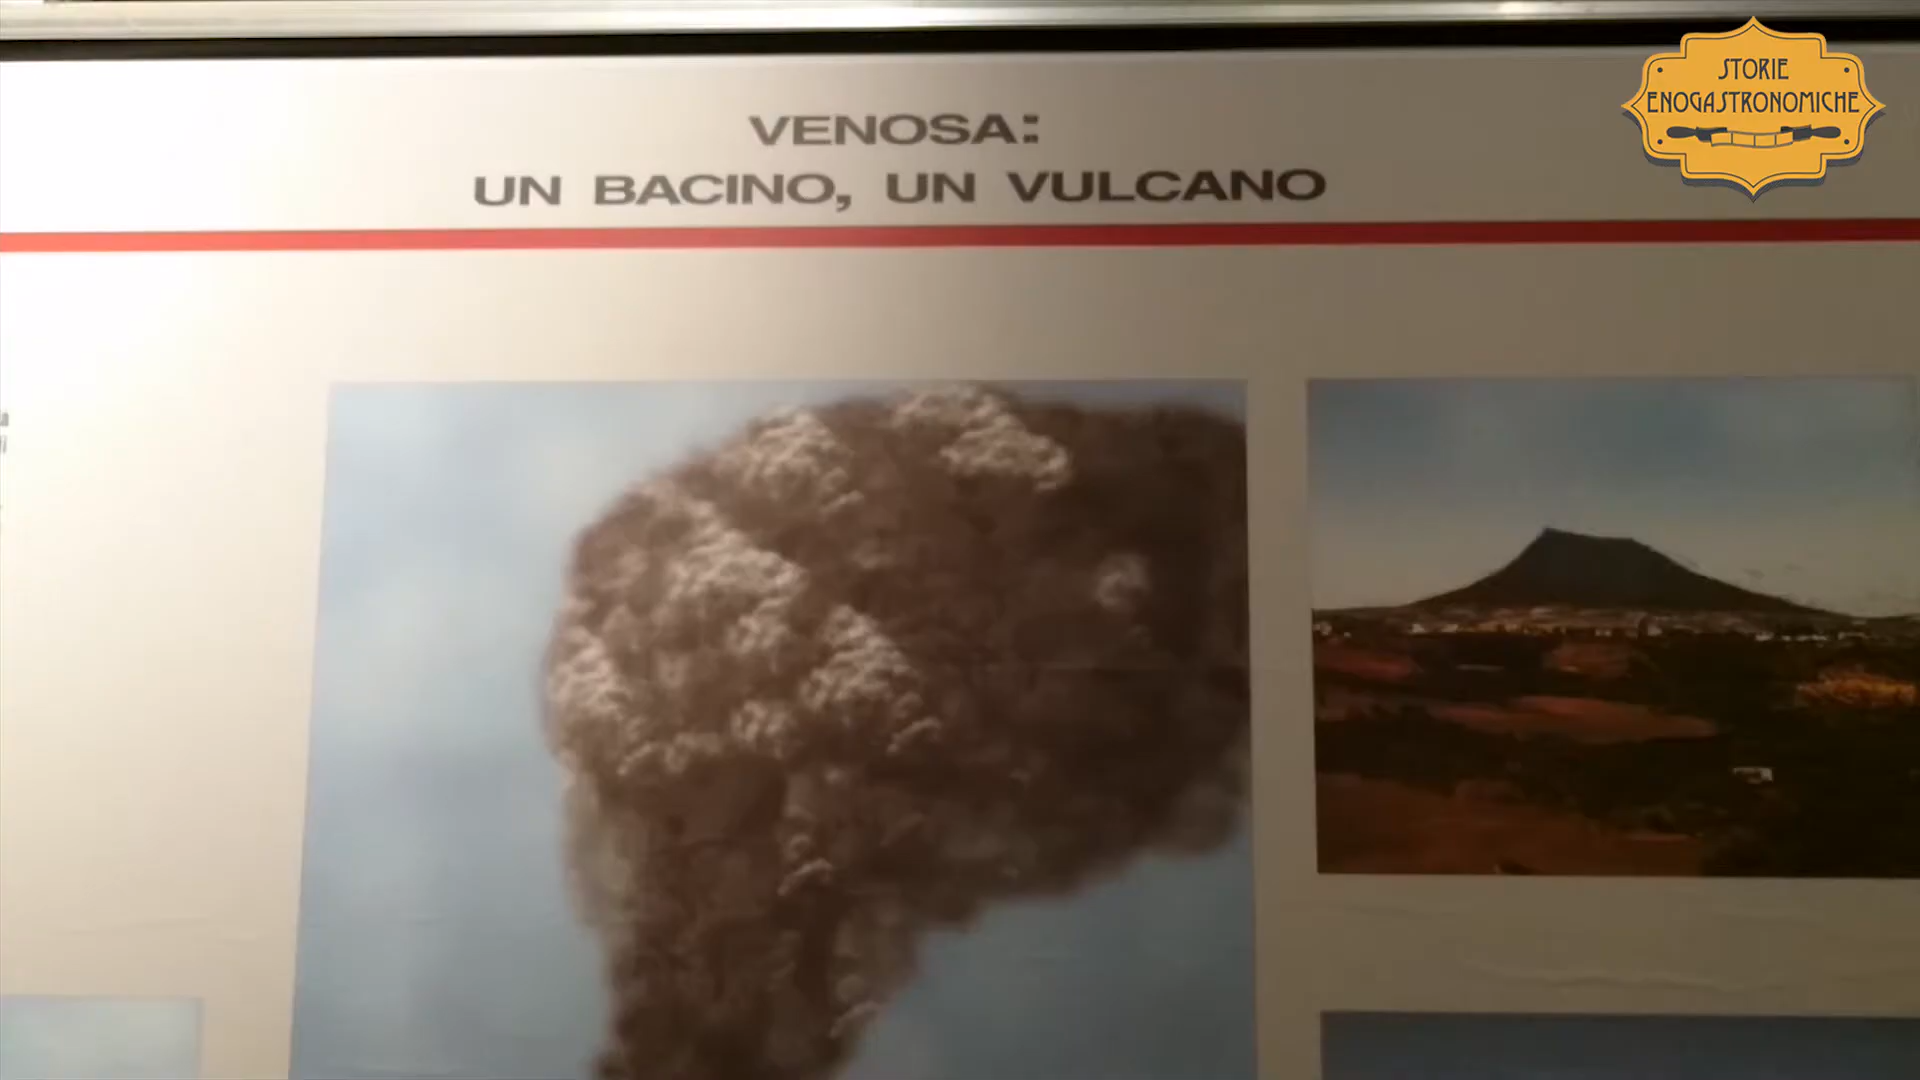 VENOSA:
UN BACINO, UN VULCANO
STORIE
ENOGASTRONOMICHE